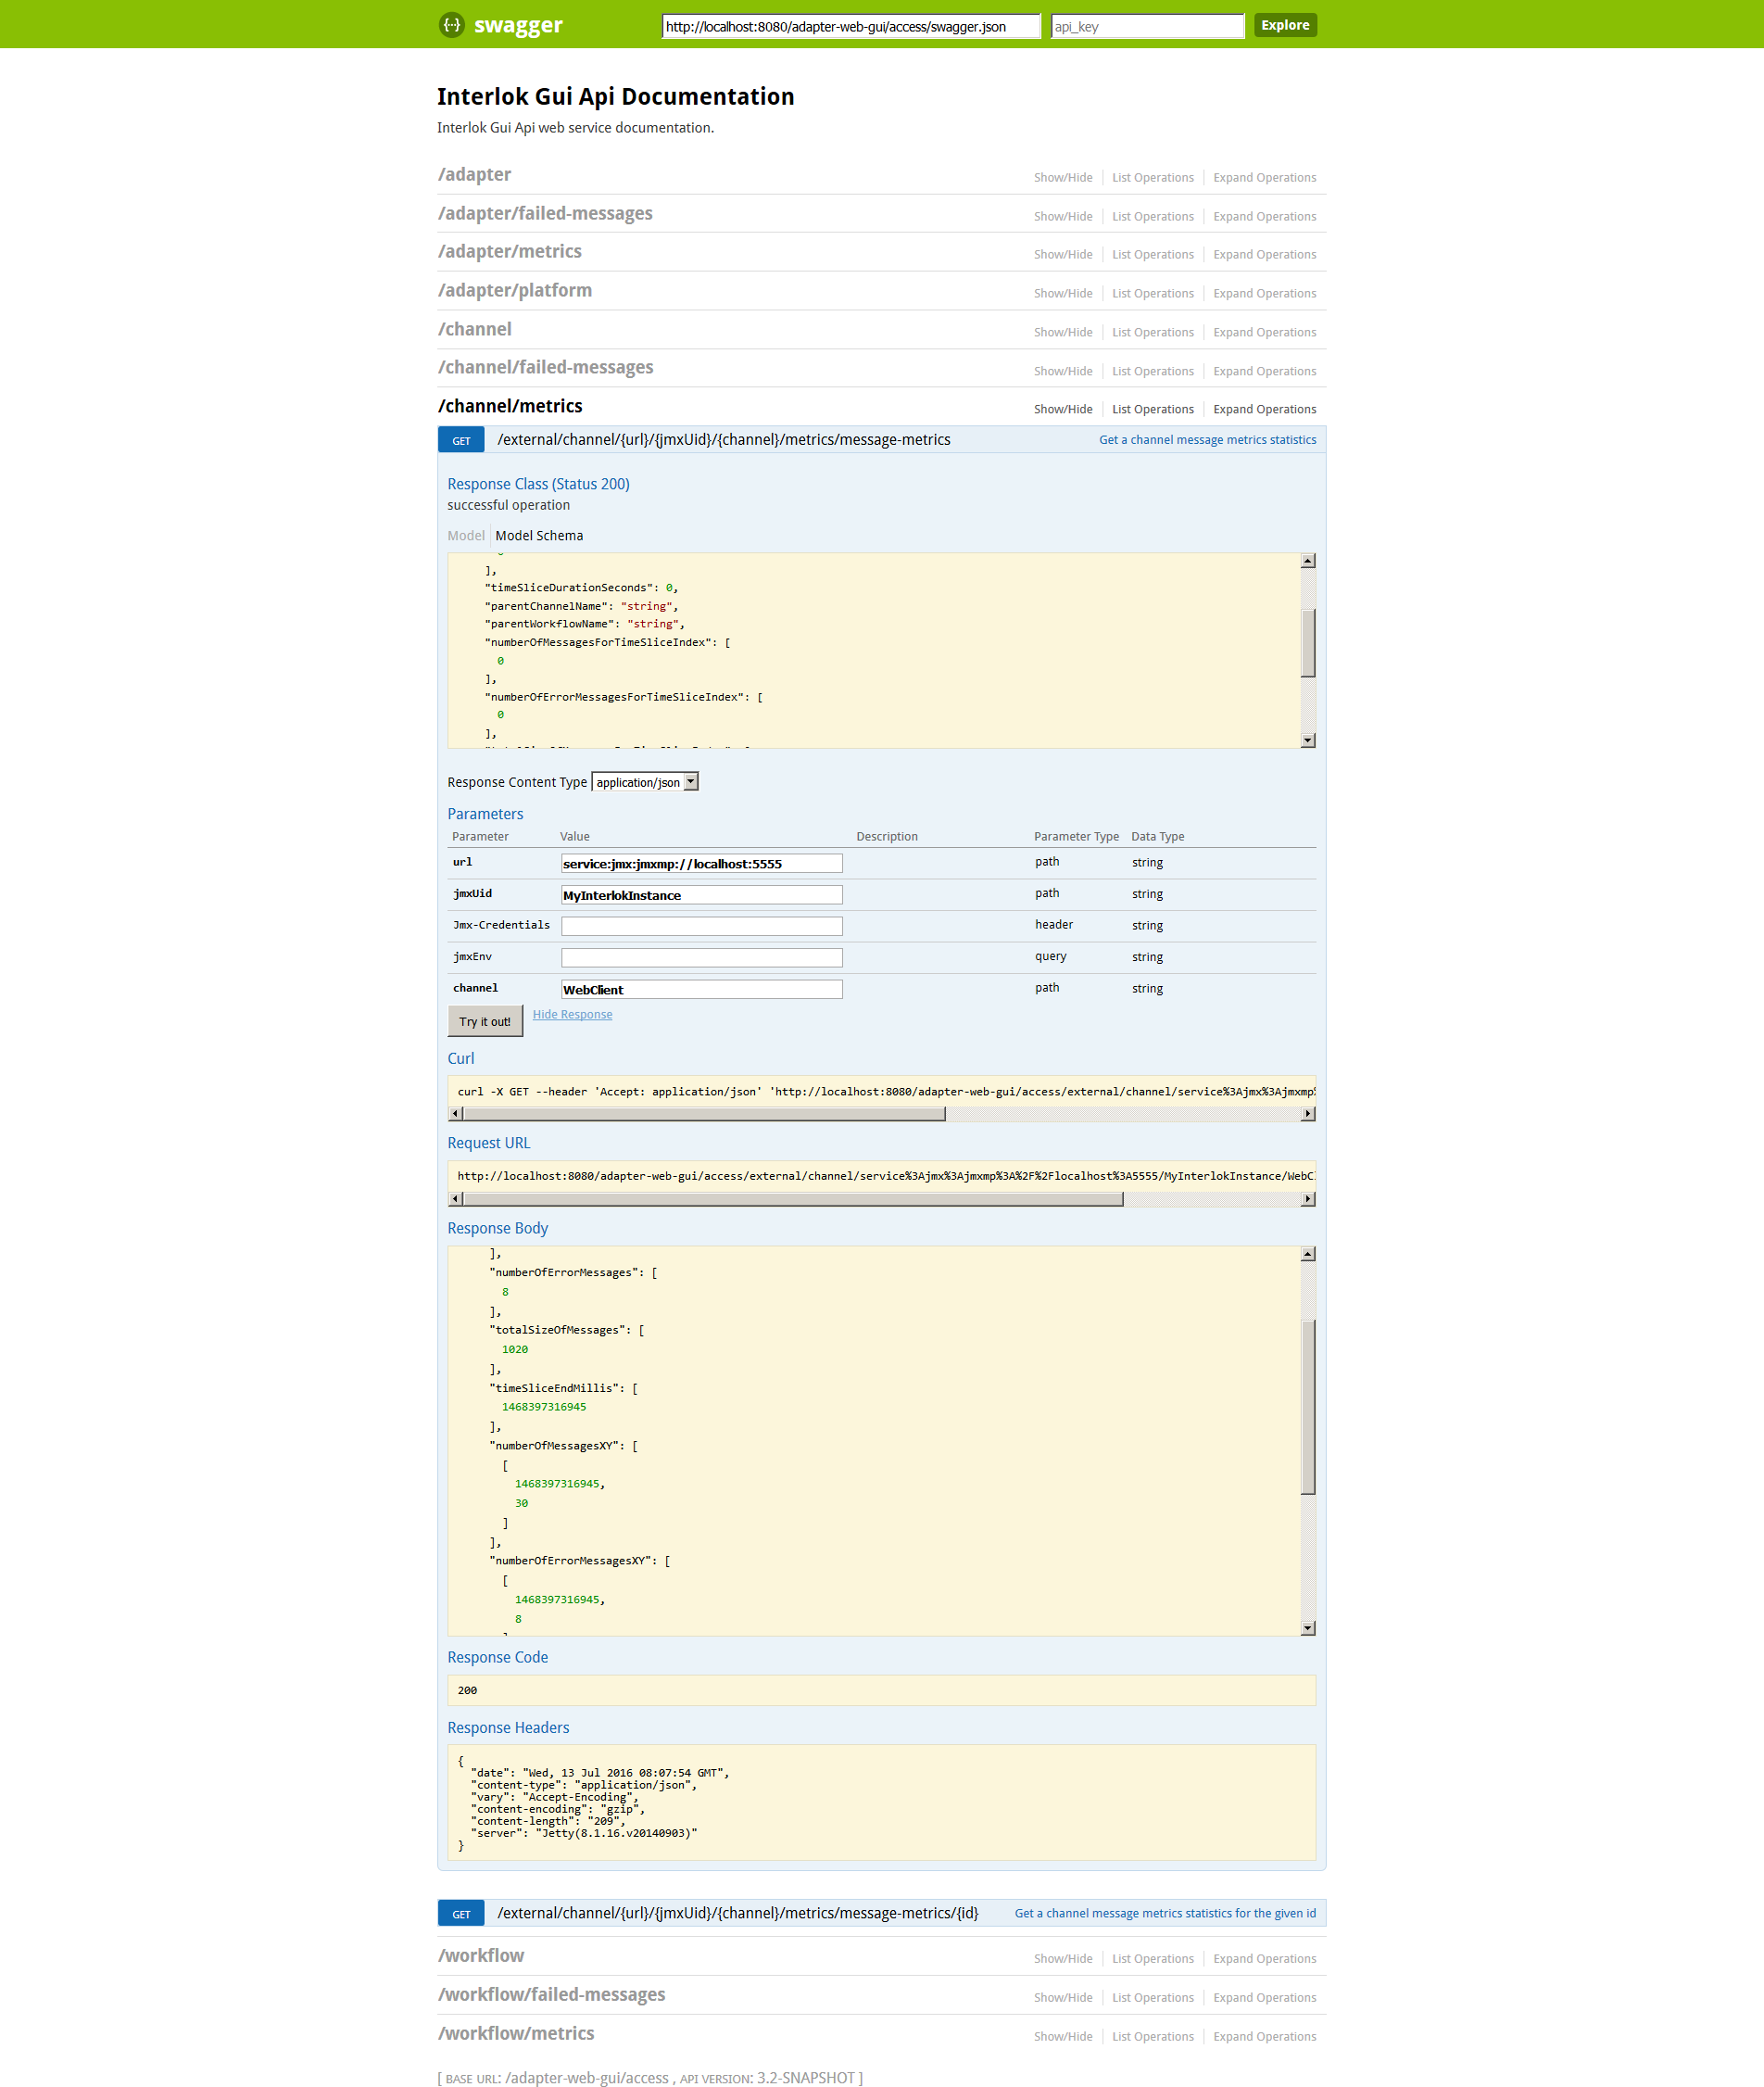 {···} swagger http://localhost:8080/adapter-web-gui/access/swagger.json api_key Explore
Interlok Gui Api Documentation
Interlok Gui Api web service documentation.
/adapter Show/Hide List Operations Expand Operations
/adapter/failed-messages Show/Hide List Operations Expand Operations
/adapter/metrics Show/Hide List Operations Expand Operations
/adapter/platform Show/Hide List Operations Expand Operations
/channel Show/Hide List Operations Expand Operations
/channel/failed-messages Show/Hide List Operations Expand Operations
/channel/metrics Show/Hide List Operations Expand Operations
GET /external/channel/{url}/{jmxUid}/{channel}/metrics/message-metrics Get a channel message metrics statistics
Response Class (Status 200)
successful operation
Model Model Schema
],
"timeSliceDurationSeconds": 0,
"parentChannelName": "string",
"parentWorkflowName": "string",
"numberOfMessagesForTimeSliceIndex": [
0
],
"numberOfErrorMessagesForTimeSliceIndex": [
0
],
Response Content Type application/json
Parameters
Parameter Value Description Parameter Type Data Type
url service:jmx:jmxmp://localhost:5555 path string
jmxUid MyInterlokInstance path string
Jmx-Credentials header string
jmxEnv query string
channel WebClient path string
Try it out! Hide Response
Curl
curl -X GET --header 'Accept: application/json' 'http://localhost:8080/adapter-web-gui/access/external/channel/service%3Ajmx%3Ajmxmp%
Request URL
http://localhost:8080/adapter-web-gui/access/external/channel/service%3Ajmx%3Ajmxmp%3A%2F%2Flocalhost%3A5555/MyInterlokInstance/WebC
Response Body
],
"numberOfErrorMessages": [
8
],
"totalSizeOfMessages": [
1020
],
"timeSliceEndMillis": [
1468397316945
],
"numberOfMessagesXY": [
[
1468397316945,
30
]
],
"numberOfErrorMessagesXY": [
[
1468397316945,
8
Response Code
200
Response Headers
{
"date": "Wed, 13 Jul 2016 08:07:54 GMT",
"content-type": "application/json",
"vary": "Accept-Encoding",
"content-encoding": "gzip",
"content-length": "209",
"server": "Jetty(8.1.16.v20140903)"
}
GET /external/channel/{url}/{jmxUid}/{channel}/metrics/message-metrics/{id} Get a channel message metrics statistics for the given id
/workflow Show/Hide List Operations Expand Operations
/workflow/failed-messages Show/Hide List Operations Expand Operations
/workflow/metrics Show/Hide List Operations Expand Operations
[ BASE URL: /adapter-web-gui/access , API VERSION: 3.2-SNAPSHOT ]